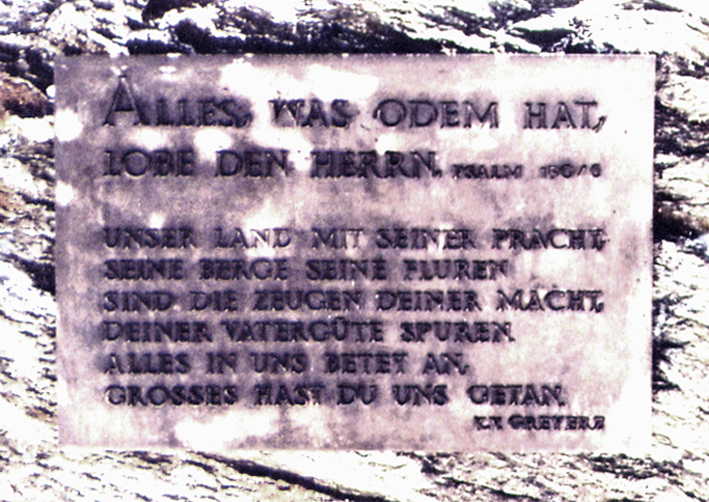 ALLES, WAS ODEM HAT,
LOBE DEN HERRN. PSALM 150/6
UNSER LAND MIT SEINER PRACHT,
SEINE BERGE SEINE FLUREN
SIND DIE ZEUGEN DEINER MACHT,
DEINER VATERGÜTE SPUREN.
ALLES IN UNS BETET AN,
GROSSES HAST DU UNS GETAN.
GREYERZ